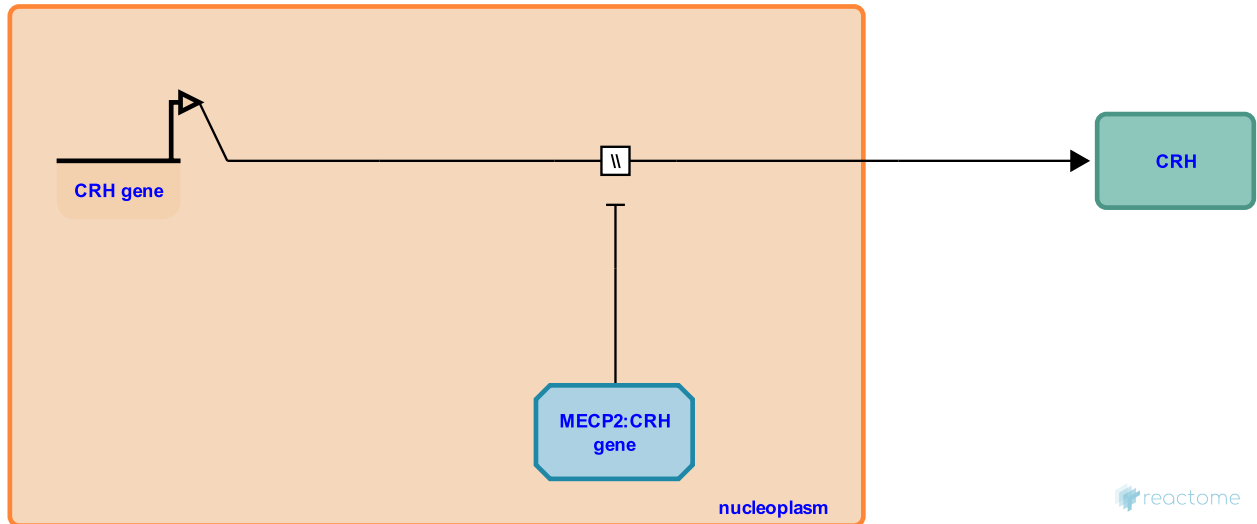 \\
CRH
CRH gene
MECP2:CRH
gene
nucleoplasm
reactome